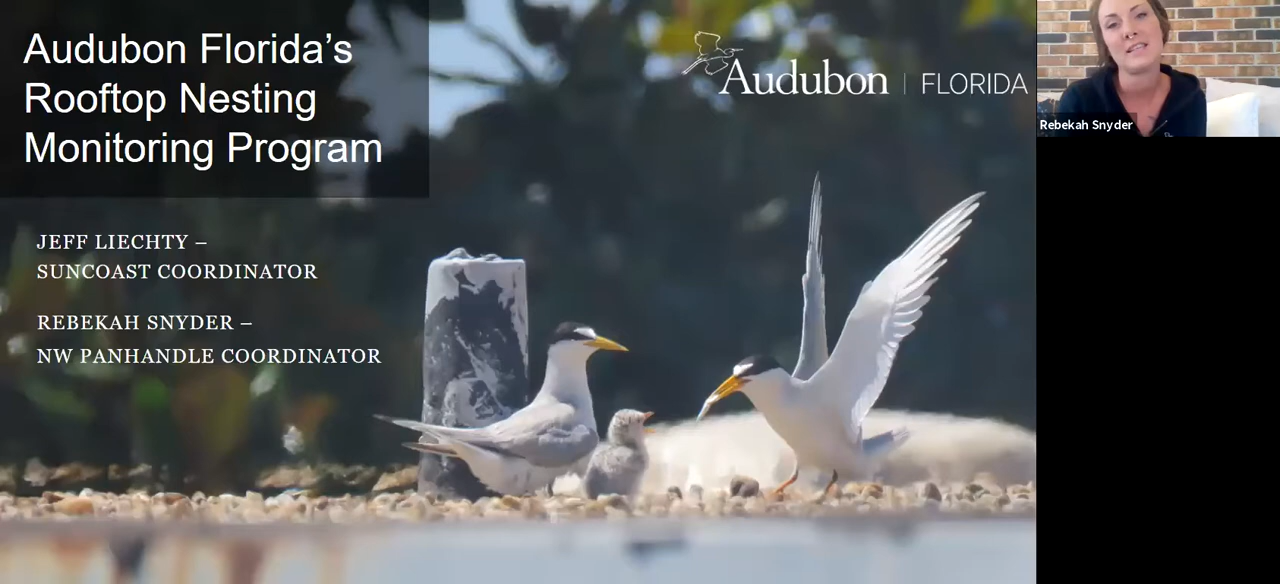 Audubon Florida’s
Rooftop Nesting
Monitoring Program
Audubon | FLORIDA
JEFF LIECHTY –
SUNCOAST COORDINATOR
REBEKAH SNYDER –
NW PANHANDLE COORDINATOR
Rebekah Snyder